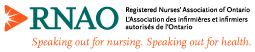 RNAO
Registered Nurses' Association of Ontario
L'Association des infirmières et infirmiers
autorisés de l'Ontario
Speaking out for nursing. Speaking out for health.